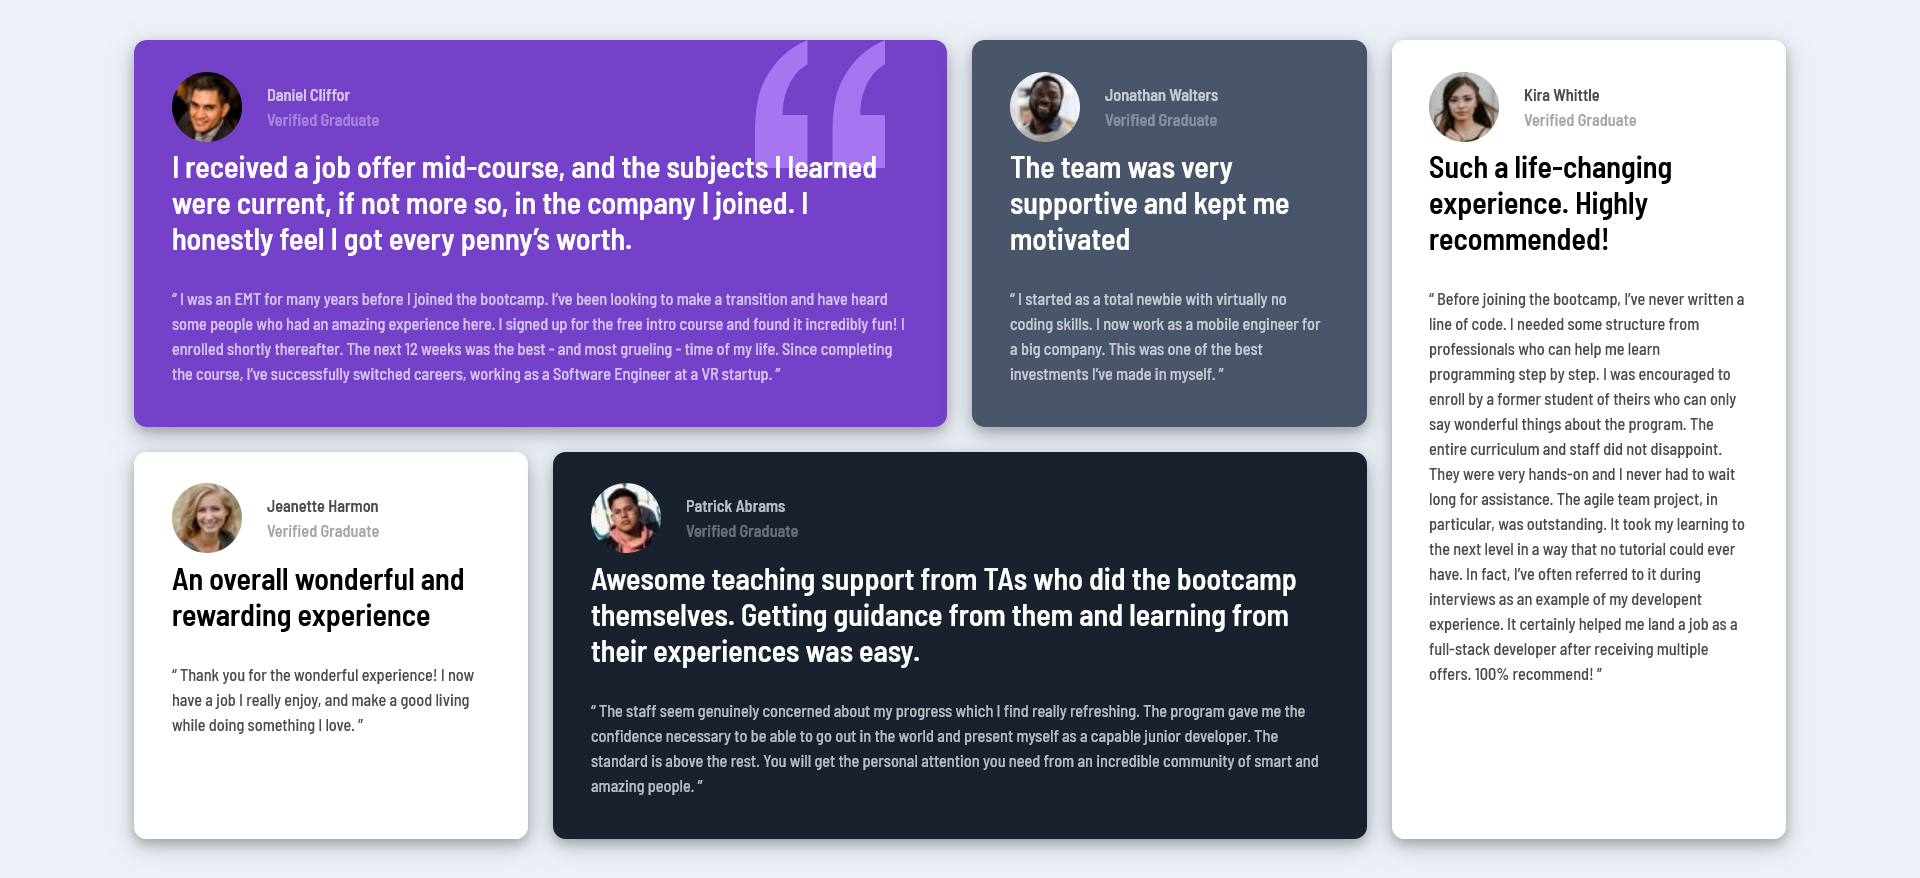 Daniel Cliffor
Verified Graduate
I received a job offer mid-course, and the subjects I learned
were current, if not more so, in the company I joined. I
honestly feel I got every penny’s worth.
“ I was an EMT for many years before I joined the bootcamp. I’ve been looking to make a transition and have heard
some people who had an amazing experience here. I signed up for the free intro course and found it incredibly fun! I
enrolled shortly thereafter. The next 12 weeks was the best - and most grueling - time of my life. Since completing
the course, I’ve successfully switched careers, working as a Software Engineer at a VR startup. ”
Jonathan Walters
Verified Graduate
The team was very
supportive and kept me
motivated
“ I started as a total newbie with virtually no
coding skills. I now work as a mobile engineer for
a big company. This was one of the best
investments I’ve made in myself. ”
Kira Whittle
Verified Graduate
Such a life-changing
experience. Highly
recommended!
“ Before joining the bootcamp, I’ve never written a
line of code. I needed some structure from
professionals who can help me learn
programming step by step. I was encouraged to
enroll by a former student of theirs who can only
say wonderful things about the program. The
entire curriculum and staff did not disappoint.
They were very hands-on and I never had to wait
long for assistance. The agile team project, in
particular, was outstanding. It took my learning to
the next level in a way that no tutorial could ever
have. In fact, I’ve often referred to it during
interviews as an example of my developent
experience. It certainly helped me land a job as a
full-stack developer after receiving multiple
offers. 100% recommend! ”
Jeanette Harmon
Verified Graduate
An overall wonderful and
rewarding experience
“ Thank you for the wonderful experience! I now
have a job I really enjoy, and make a good living
while doing something I love. ”
Patrick Abrams
Verified Graduate
Awesome teaching support from TAs who did the bootcamp
themselves. Getting guidance from them and learning from
their experiences was easy.
“ The staff seem genuinely concerned about my progress which I find really refreshing. The program gave me the
confidence necessary to be able to go out in the world and present myself as a capable junior developer. The
standard is above the rest. You will get the personal attention you need from an incredible community of smart and
amazing people. ”